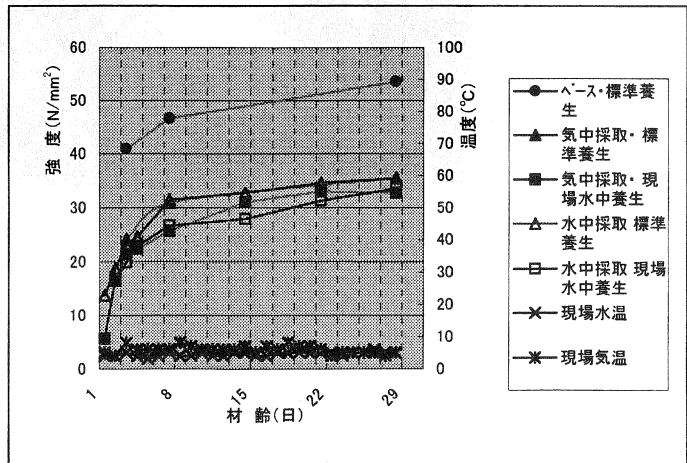 60
50
40
30
20
10
0
強 度(N/mm²)
100
90
80
70
60
50
40
30
20
10
0
温度(℃)
1
8
15
22
29
材 齢(日)
ベース・標準養
生
気中採取・標
準養生
気中採取・現
場水中養生
水中採取 標準
養生
水中採取 現場
水中養生
現場水温
現場気温